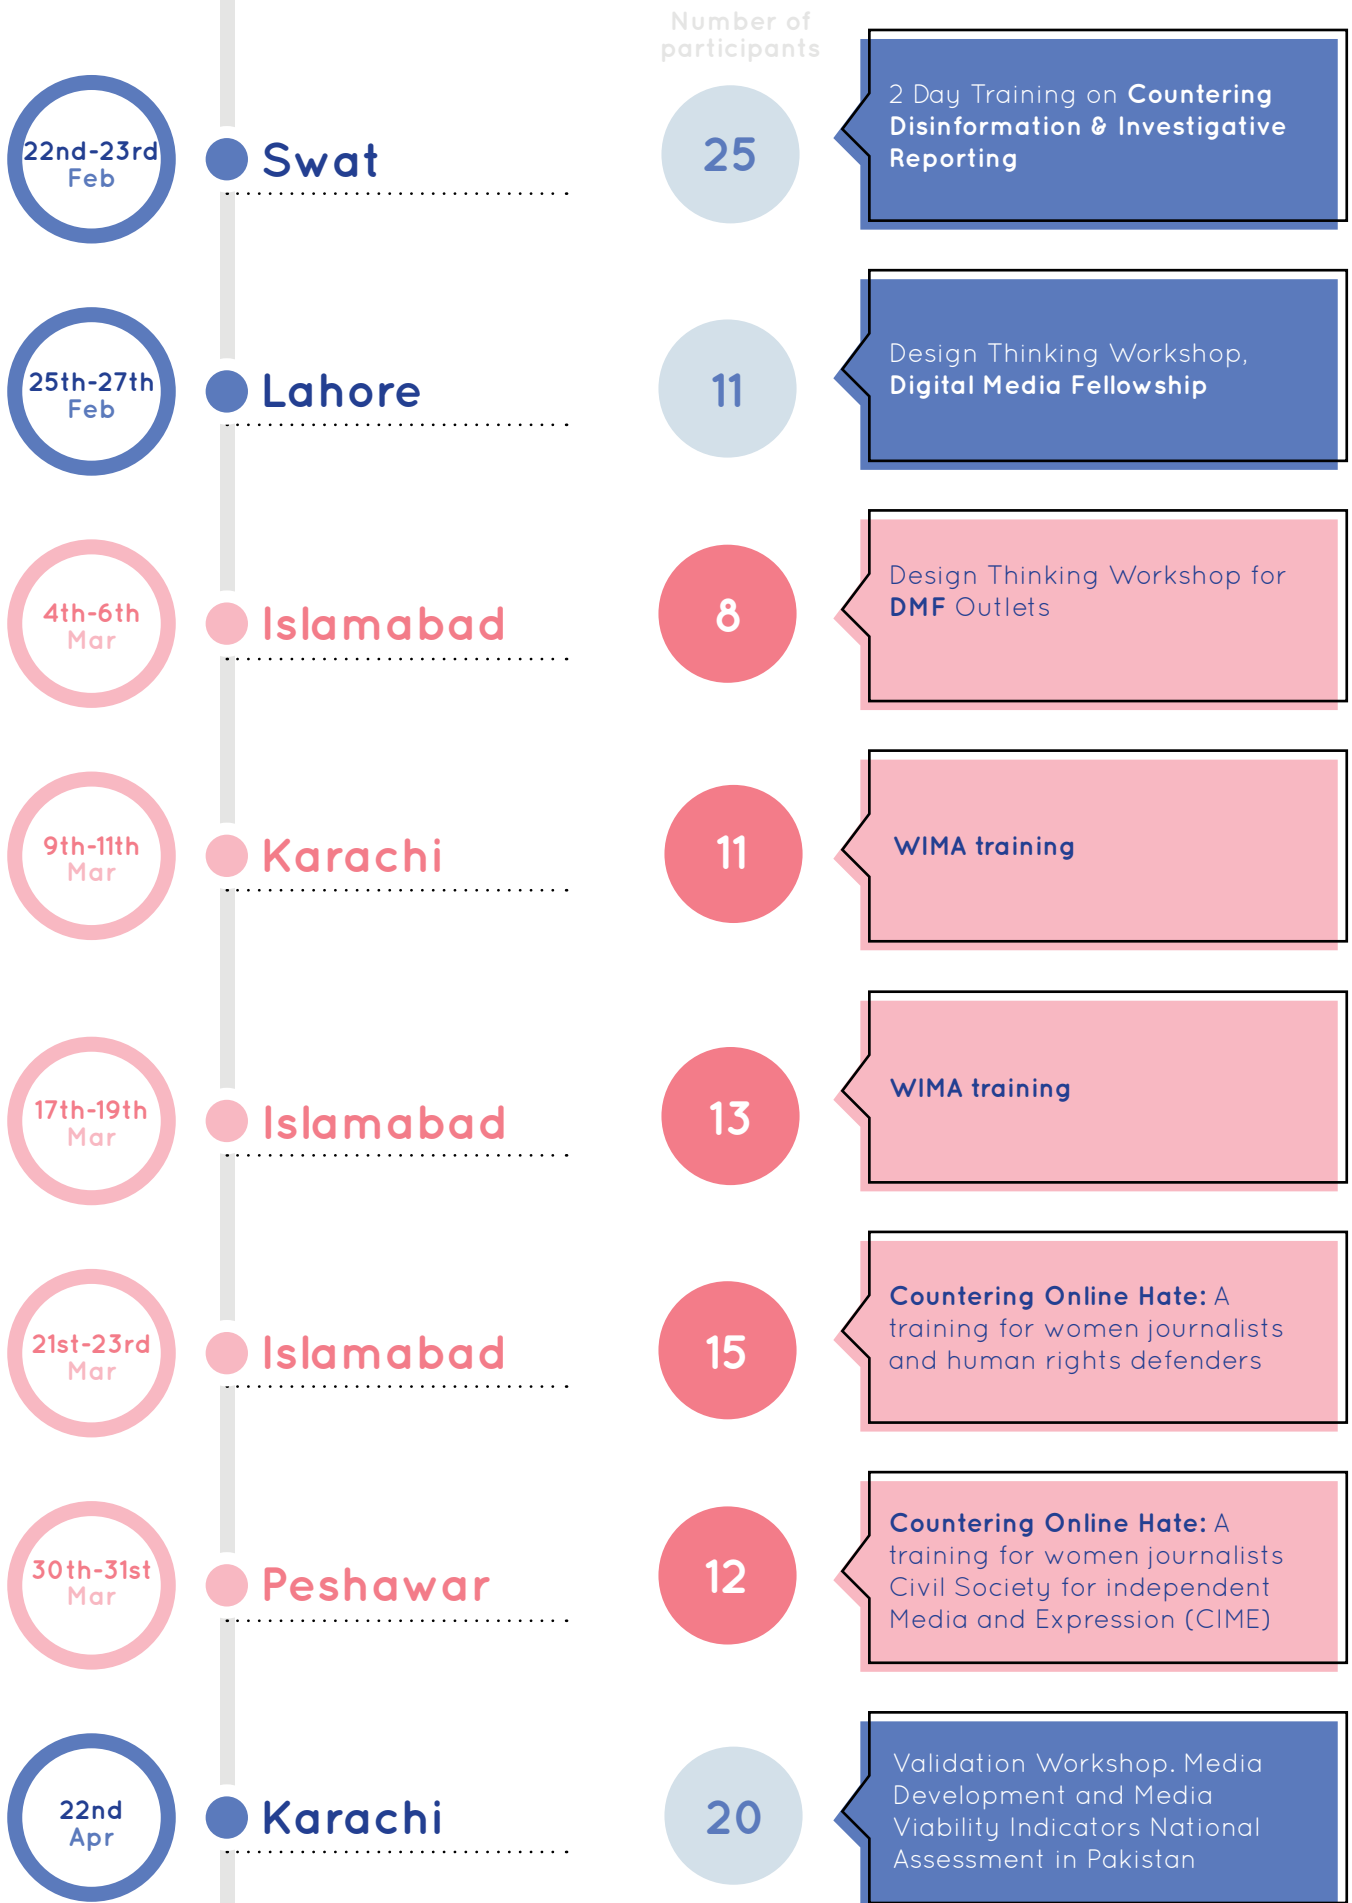 Number of
participants
22nd-23rd
Feb
Swat
25
2 Day Training on Countering
Disinformation & Investigative
Reporting
25th-27th
Feb
Lahore
11
Design Thinking Workshop,
Digital Media Fellowship
4th-6th
Mar
Islamabad
8
Design Thinking Workshop for
DMF Outlets
9th-11th
Mar
Karachi
11
WIMA training
17th-19th
Mar
Islamabad
13
WIMA training
21st-23rd
Mar
Islamabad
15
Countering Online Hate: A
training for women journalists
and human rights defenders
30th-31st
Mar
Peshawar
12
Countering Online Hate: A
training for women journalists
Civil Society for independent
Media and Expression (CIME)
22nd
Apr
Karachi
20
Validation Workshop. Media
Development and Media
Viability Indicators National
Assessment in Pakistan